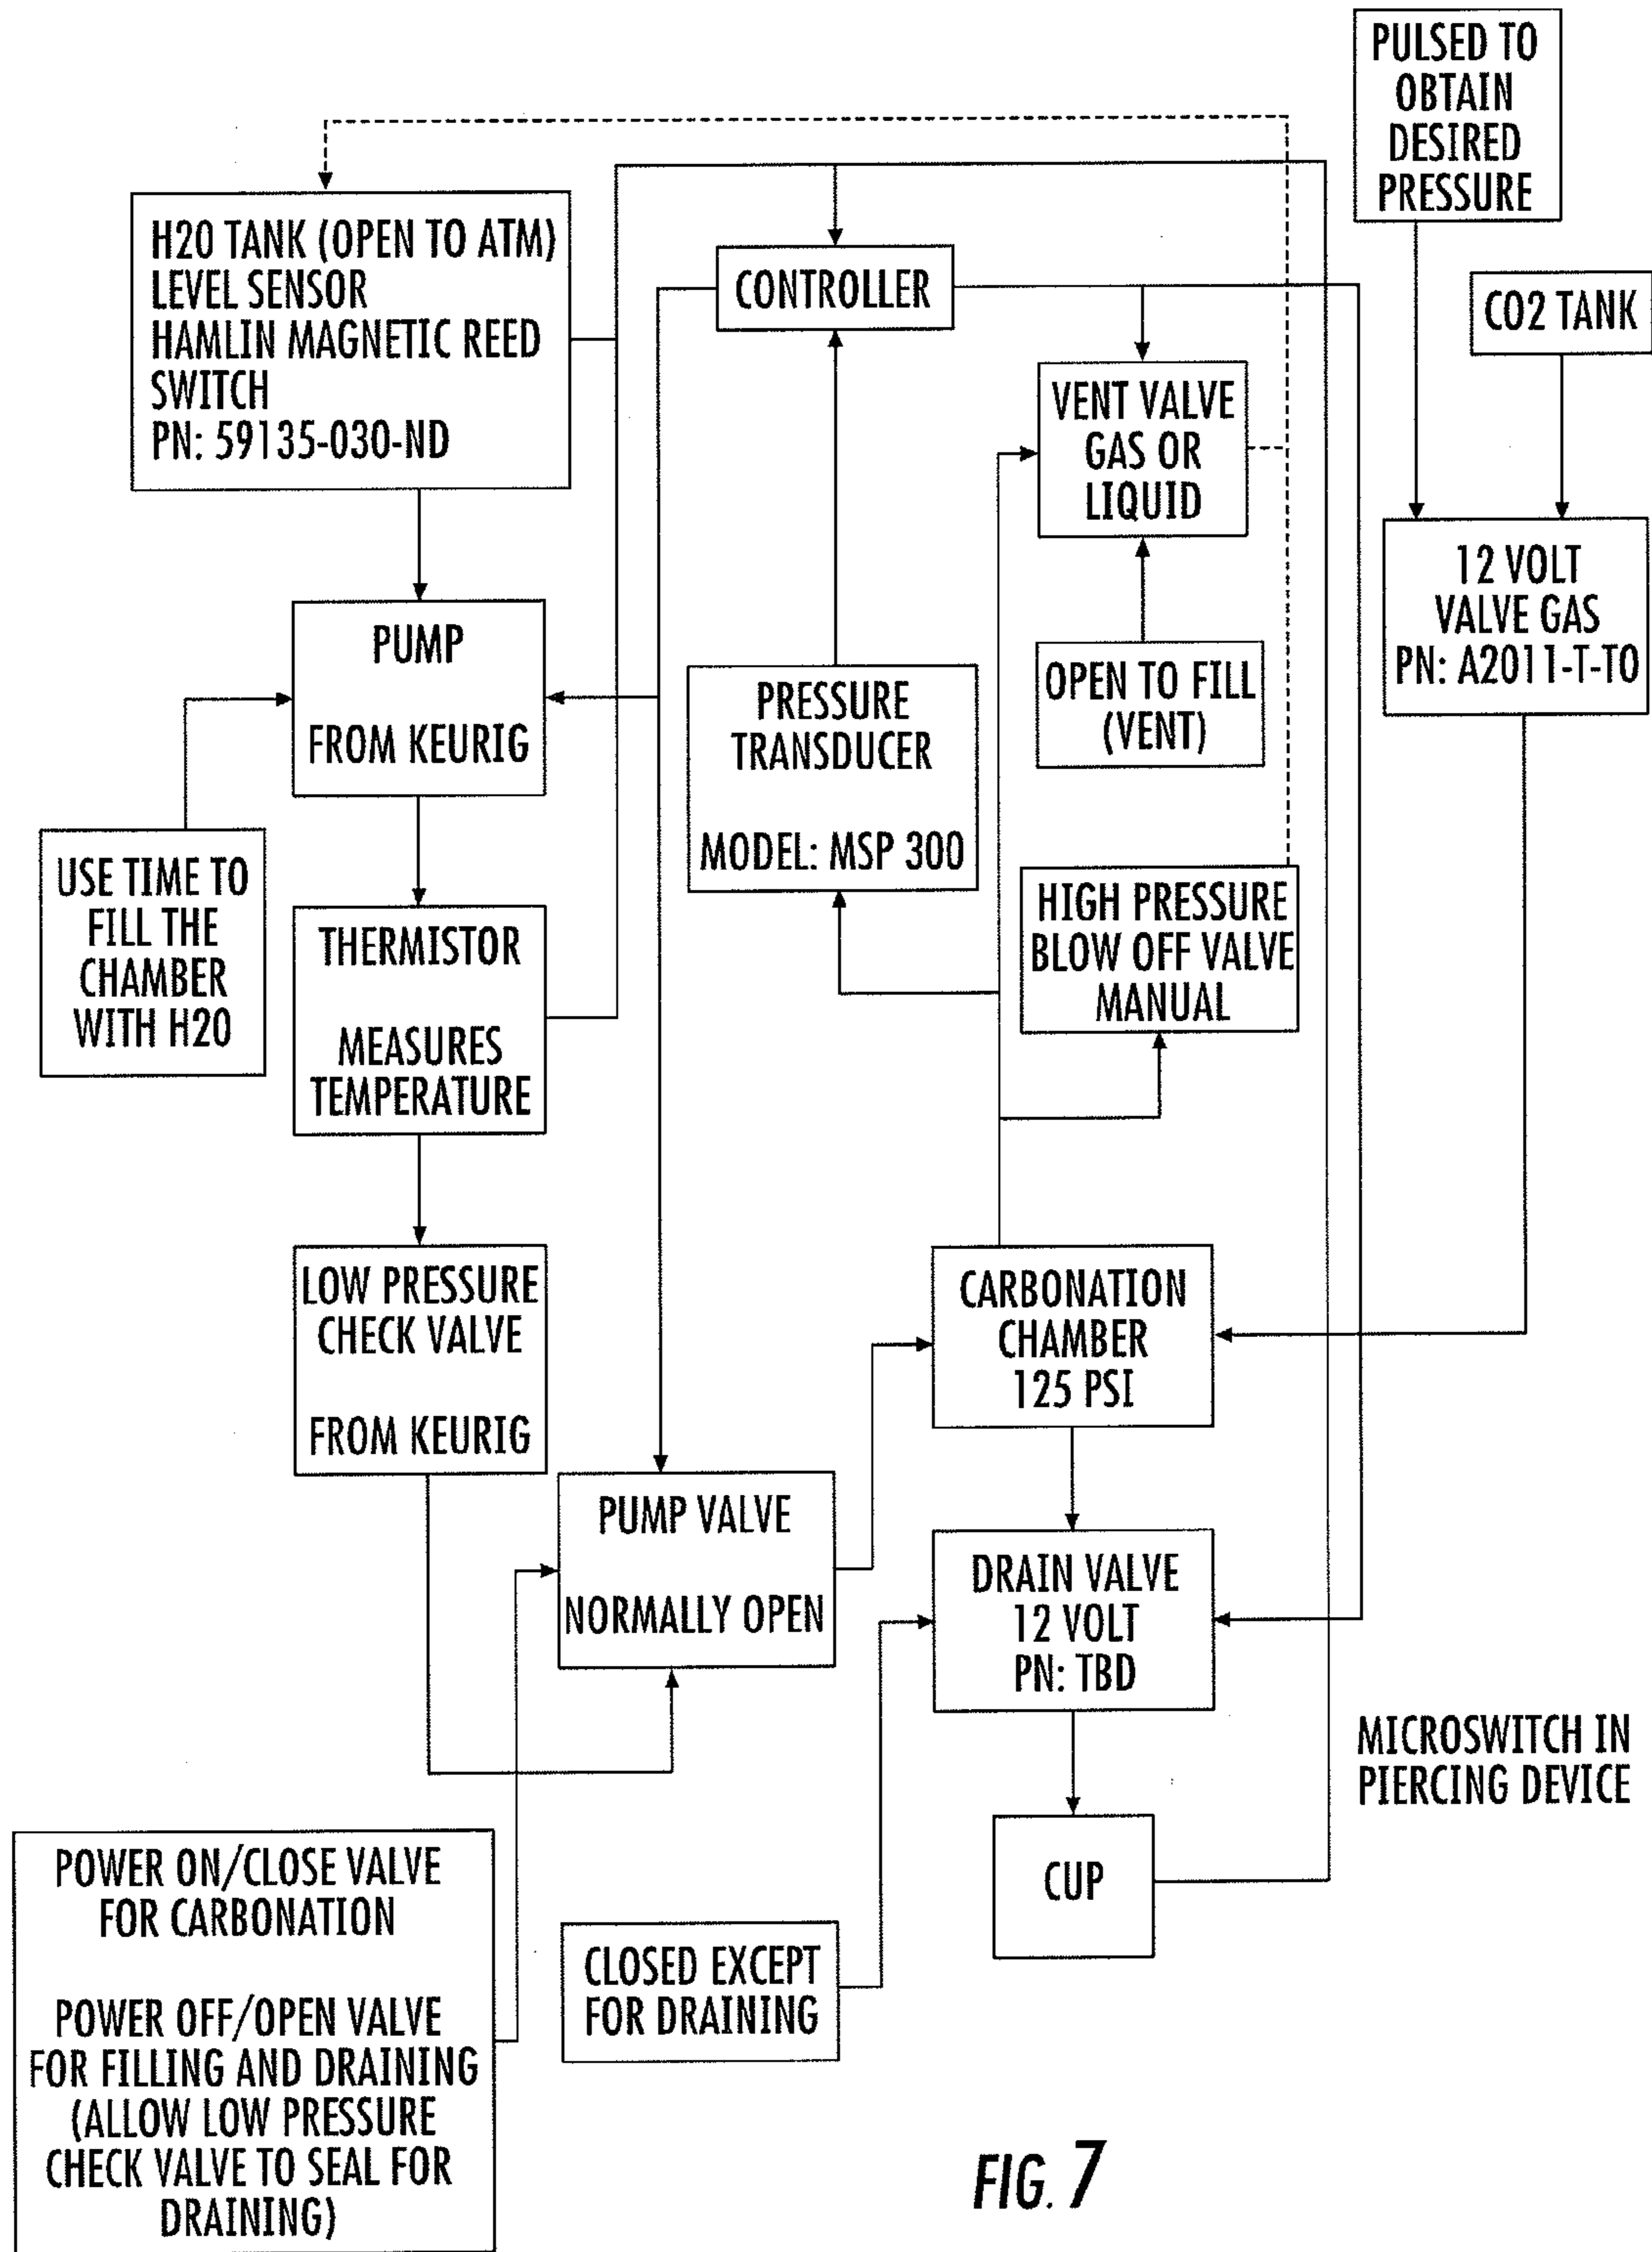 PULSED TO
OBTAIN
DESIRED
PRESSURE
H20 TANK (OPEN TO ATM)
LEVEL SENSOR
HAMLIN MAGNETIC REED
SWITCH
PN: 59135-030-ND
CONTROLLER
CO2 TANK
VENT VALVE
GAS OR
LIQUID
12 VOLT
VALVE GAS
PN: A2011-T-TO
PUMP
FROM KEURIG
OPEN TO FILL
(VENT)
PRESSURE
TRANSDUCER
MODEL: MSP 300
USE TIME TO
FILL THE
CHAMBER
WITH H20
HIGH PRESSURE
BLOW OFF VALVE
MANUAL
THERMISTOR
MEASURES
TEMPERATURE
LOW PRESSURE
CHECK VALVE
FROM KEURIG
CARBONATION
CHAMBER
125 PSI
PUMP VALVE
NORMALLY OPEN
DRAIN VALVE
12 VOLT
PN: TBD
MICROSWITCH IN
PIERCING DEVICE
CUP
POWER ON/CLOSE VALVE
FOR CARBONATION
POWER OFF/OPEN VALVE
FOR FILLING AND DRAINING
(ALLOW LOW PRESSURE
CHECK VALVE TO SEAL FOR
DRAINING)
CLOSED EXCEPT
FOR DRAINING
FIG. 7